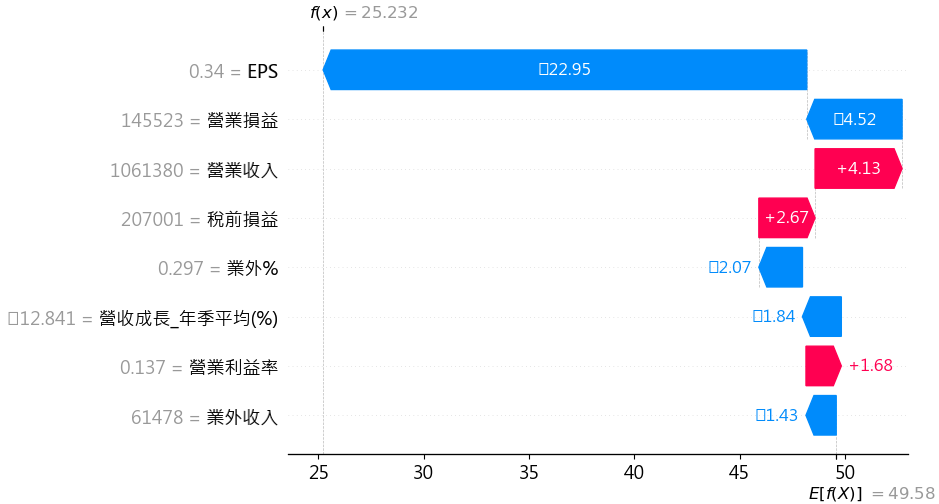 f(x) = 25.232
0.34 = EPS
□22.95
145523 = 營業損益
□4.52
1061380 = 營業收入
+4.13
207001 = 稅前損益
+2.67
0.297 = 業外%
□2.07
□12.841 = 營收成長_年季平均(%)
□1.84
0.137 = 營業利益率
+1.68
61478 = 業外收入
□1.43
25 30 35 40 45 50
E[f(X)] = 49.58